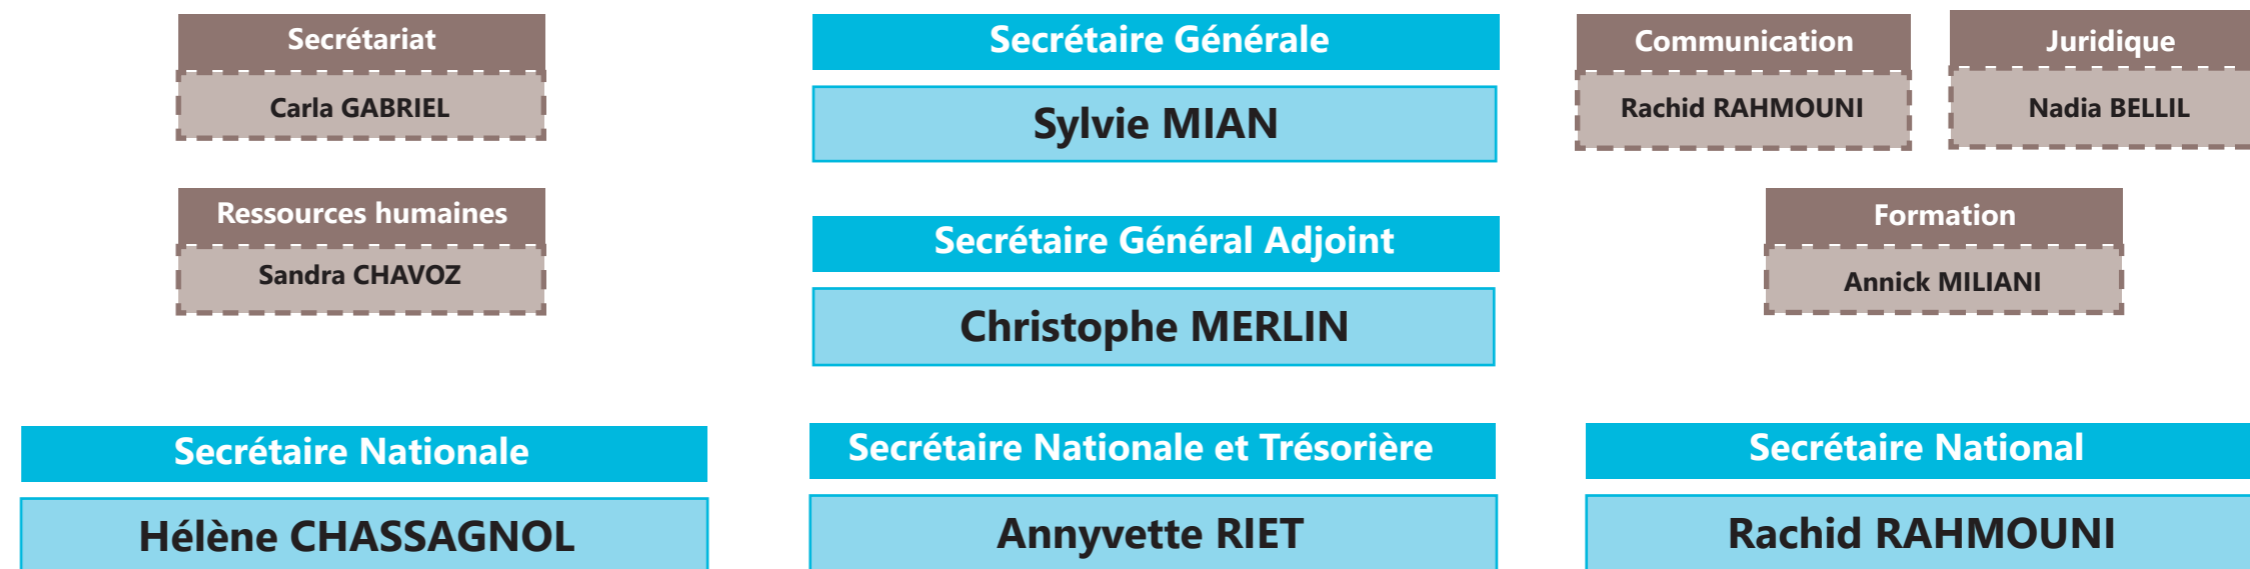 Secrétariat
Carla GABRIEL
Secrétaire Générale
Sylvie MIAN
Communication
Rachid RAHMOUNI
Juridique
Nadia BELLIL
Ressources humaines
Sandra CHAVOZ
Secrétaire Général Adjoint
Christophe MERLIN
Formation
Annick MILIANI
Secrétaire Nationale
Hélène CHASSAGNOL
Secrétaire Nationale et Trésorière
Annyvette RIET
Secrétaire National
Rachid RAHMOUNI